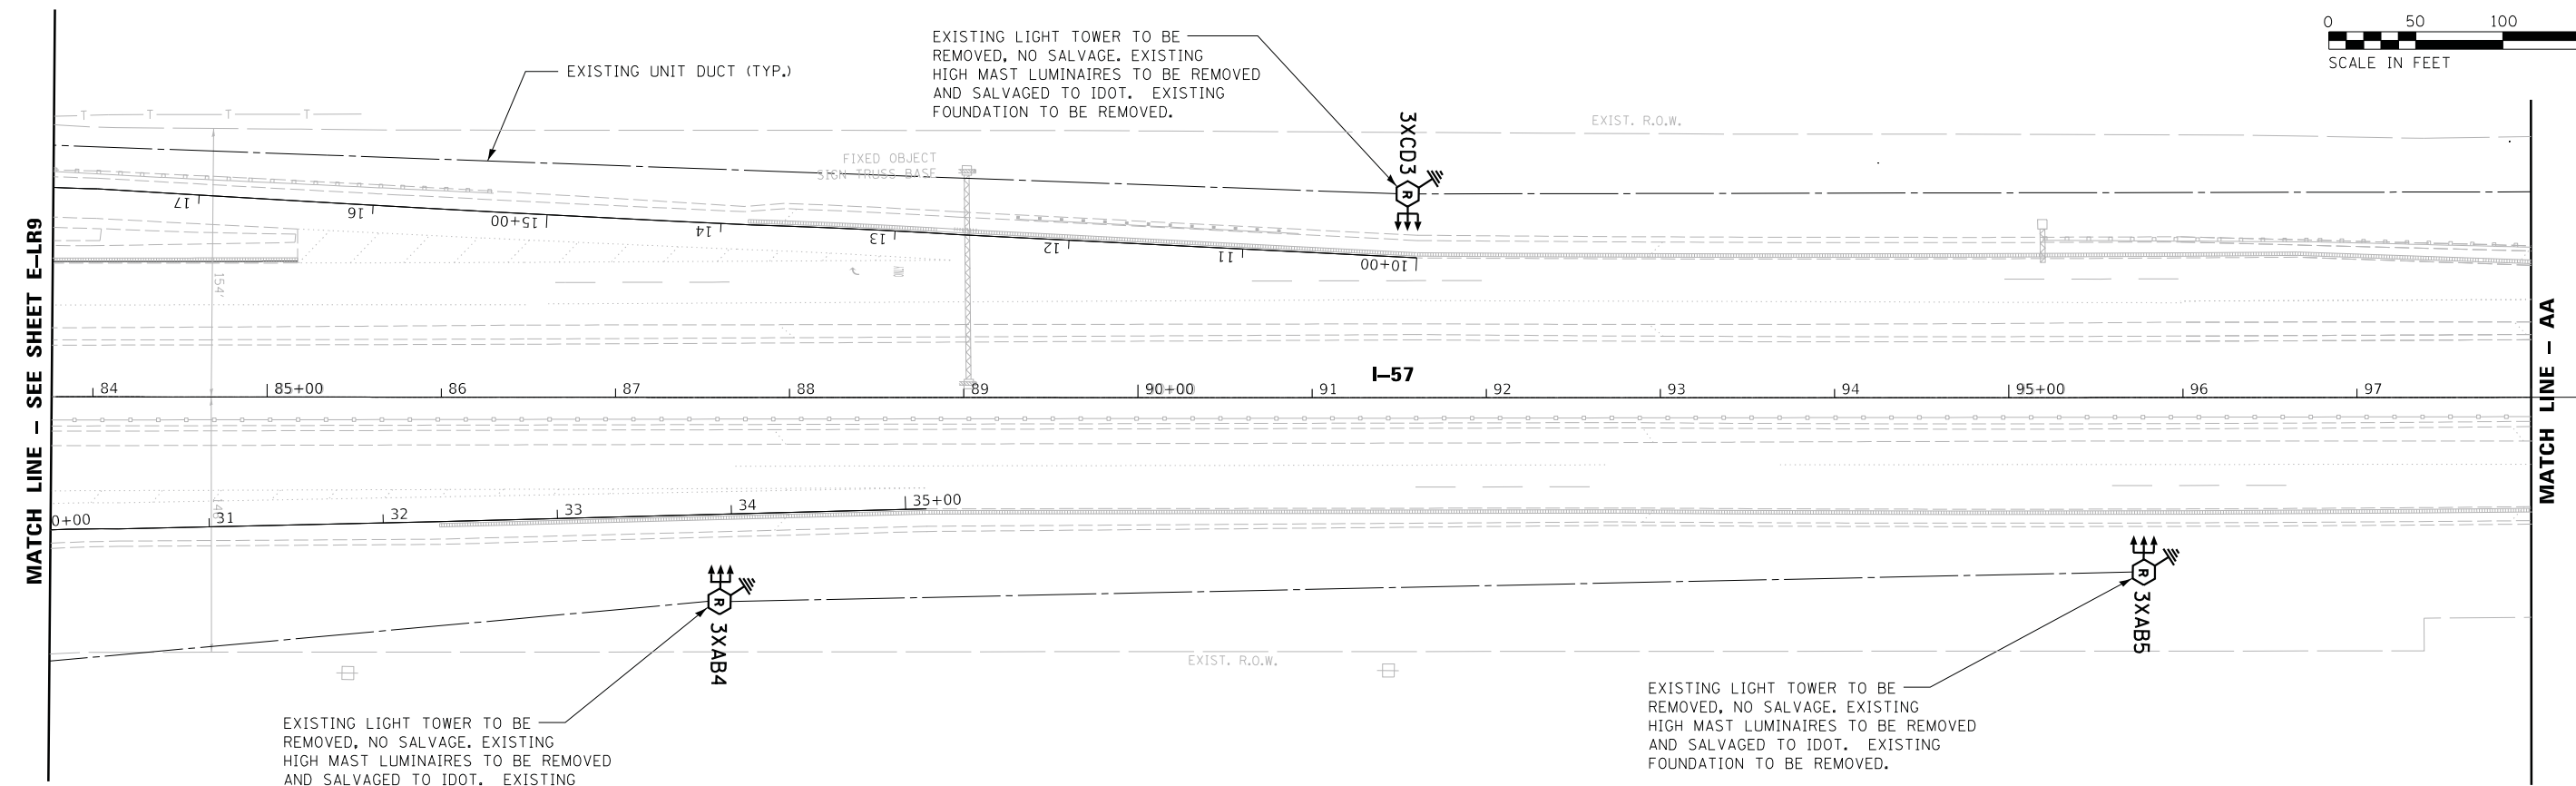 0 50 100
SCALE IN FEET
EXISTING LIGHT TOWER TO BE
REMOVED, NO SALVAGE. EXISTING
HIGH MAST LUMINAIRES TO BE REMOVED
AND SALVAGED TO IDOT. EXISTING
FOUNDATION TO BE REMOVED.
EXISTING UNIT DUCT (TYP.)
T T T T
EXIST. R.O.W.
3XCD3
R
FIXED OBJECT
SIGN TRUSS BASE
17 16 15+00 14 13 12 11 10+00
154'
MATCH LINE – SEE SHEET E–LR9
MATCH LINE – AA
I–57
84 85+00 86 87 88 89 90+00 91 92 93 94 95+00 96 97
0+00 31 32 33 34 35+00
R
3XAB4
R
3XAB5
EXIST. R.O.W.
EXISTING LIGHT TOWER TO BE
REMOVED, NO SALVAGE. EXISTING
HIGH MAST LUMINAIRES TO BE REMOVED
AND SALVAGED TO IDOT. EXISTING
EXISTING LIGHT TOWER TO BE
REMOVED, NO SALVAGE. EXISTING
HIGH MAST LUMINAIRES TO BE REMOVED
AND SALVAGED TO IDOT. EXISTING
FOUNDATION TO BE REMOVED.